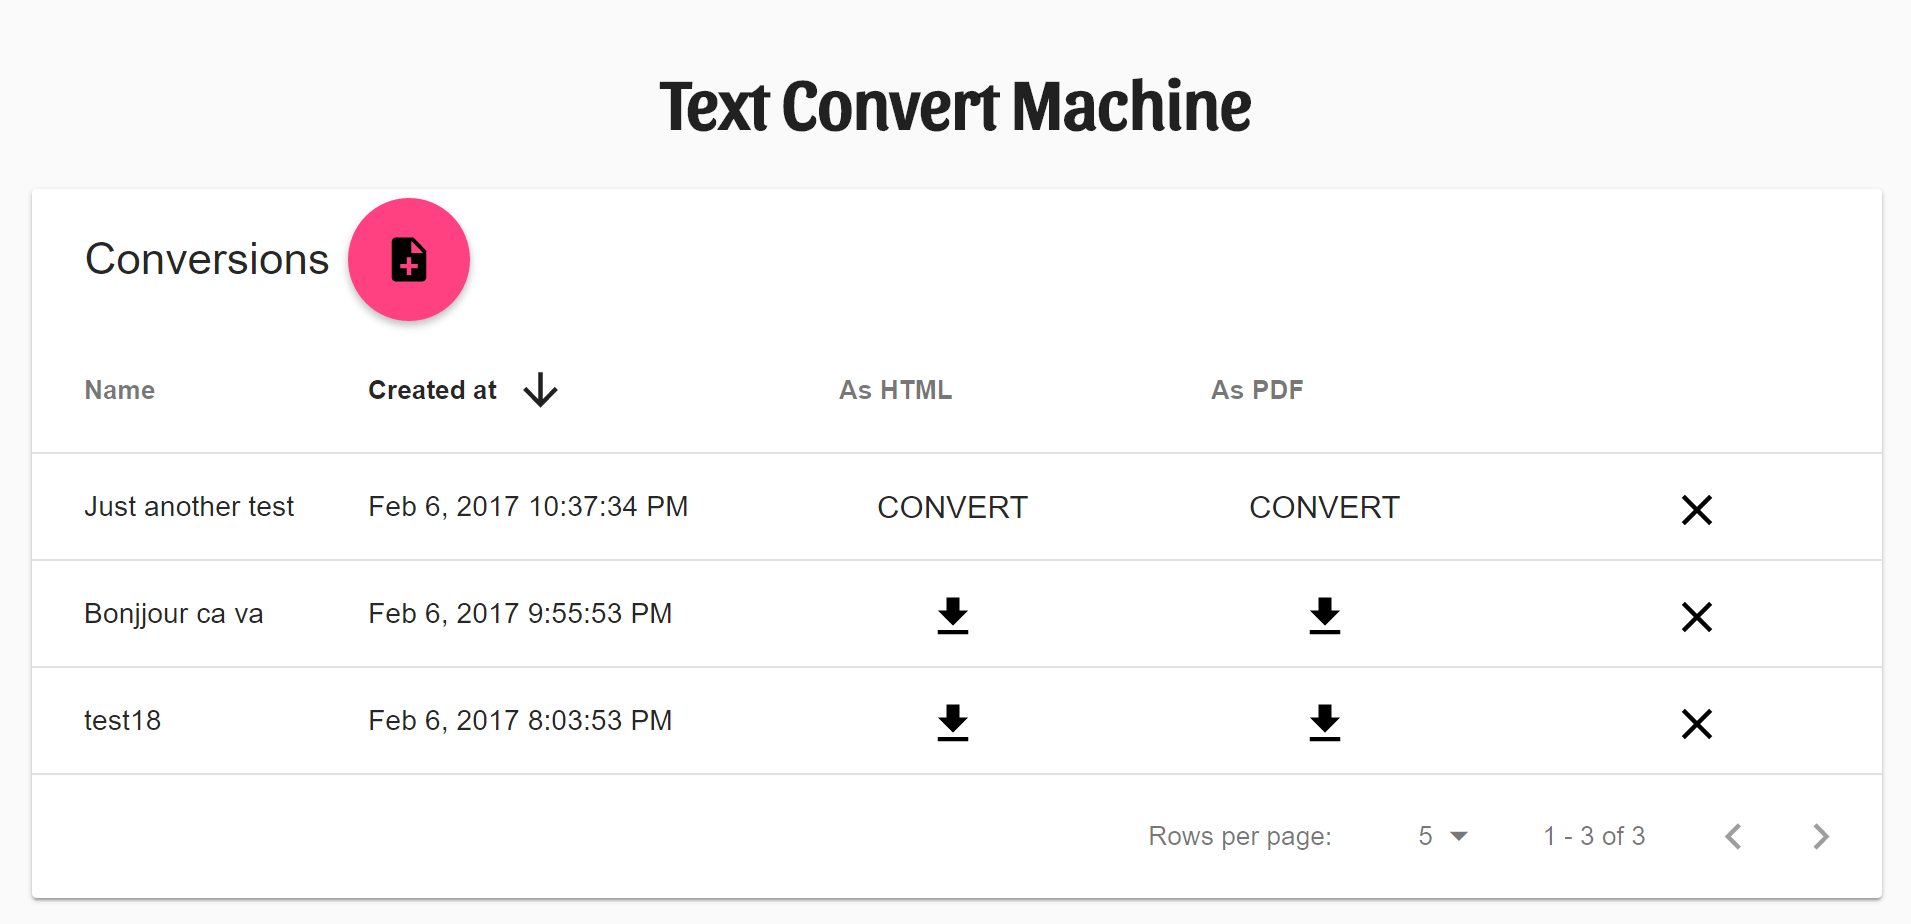 Text Convert Machine
Conversions
Name Created at As HTML As PDF
Just another test Feb 6, 2017 10:37:34 PM CONVERT CONVERT
Bonjjour ca va Feb 6, 2017 9:55:53 PM
test18 Feb 6, 2017 8:03:53 PM
Rows per page: 5 1 - 3 of 3